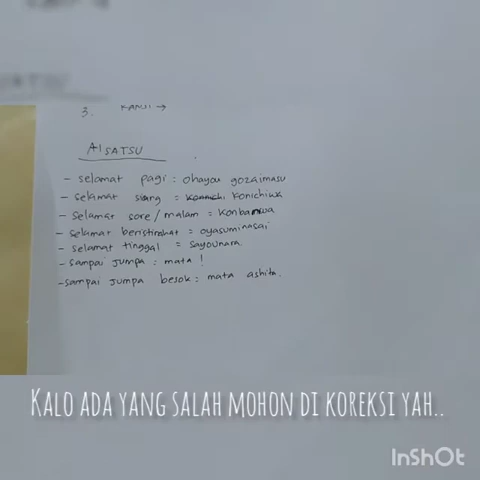 3. KANJI →
AISATSU
- selamat pagi : ohayou gozaimasu
- selamat siang = konnichi konichiwa
- selamat sore / malam = konbanwa
- selamat beristirahat = oyasuminasai
- selamat tinggal = sayounara
- sampai jumpa = mata !
- sampai jumpa besok = mata ashita.
KALO ADA YANG SALAH MOHON DI KOREKSI YAH..
InShOt